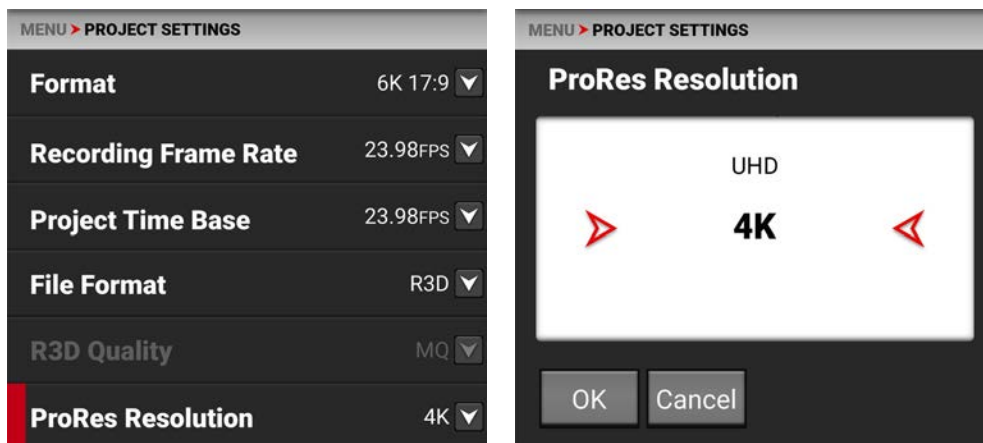 MENU > PROJECT SETTINGS
Format 6K 17:9
Recording Frame Rate 23.98FPS
Project Time Base 23.98FPS
File Format R3D
R3D Quality MQ
ProRes Resolution 4K
MENU > PROJECT SETTINGS
ProRes Resolution
UHD
4K
OK Cancel